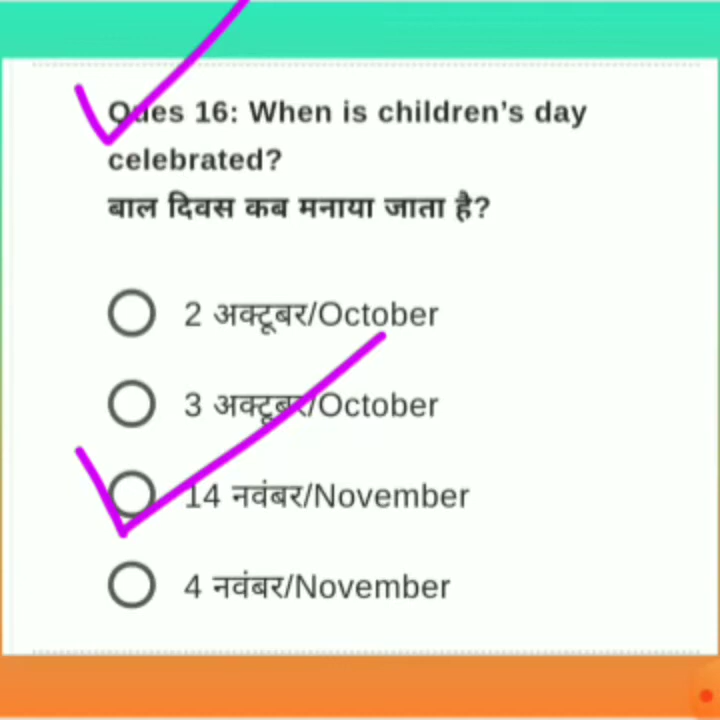 Ques 16: When is children's day
celebrated?
बाल दिवस कब मनाया जाता है?
2 अक्टूबर/October
3 अक्टूबर/October
14 नवंबर/November
4 नवंबर/November